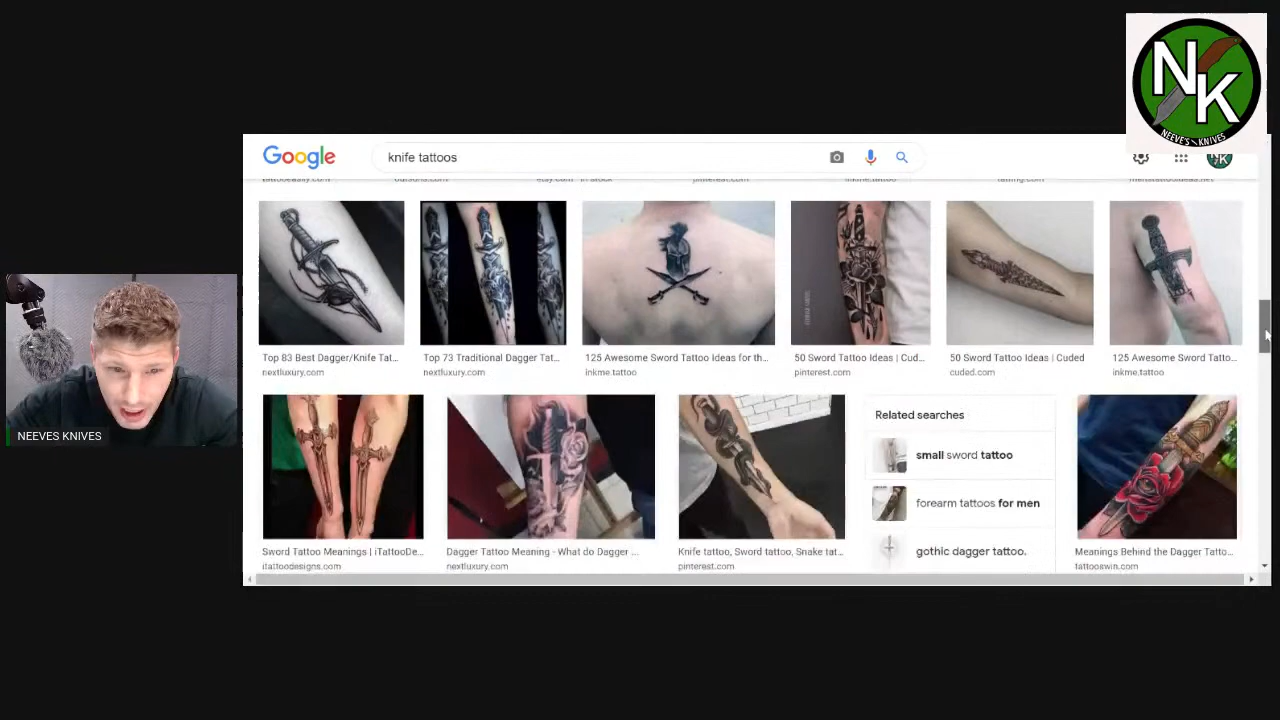 NK
NEEVE'S KNIVES
Google
knife tattoos
NK
Top 83 Best Dagger/Knife Tat...
nextluxury.com
Top 73 Traditional Dagger Tat...
nextluxury.com
125 Awesome Sword Tattoo Ideas for th...
inkme.tattoo
50 Sword Tattoo Ideas | Cud...
pinterest.com
50 Sword Tattoo Ideas | Cuded
cuded.com
125 Awesome Sword Tatto...
inkme.tattoo
NEEVES KNIVES
Sword Tattoo Meanings | iTattooDe...
itattoodesigns.com
Dagger Tattoo Meaning - What do Dagger ...
nextluxury.com
Knife tattoo, Sword tattoo, Snake tat...
pinterest.com
Related searches
small sword tattoo
forearm tattoos for men
gothic dagger tattoo.
Meanings Behind the Dagger Tatto...
tattooswin.com